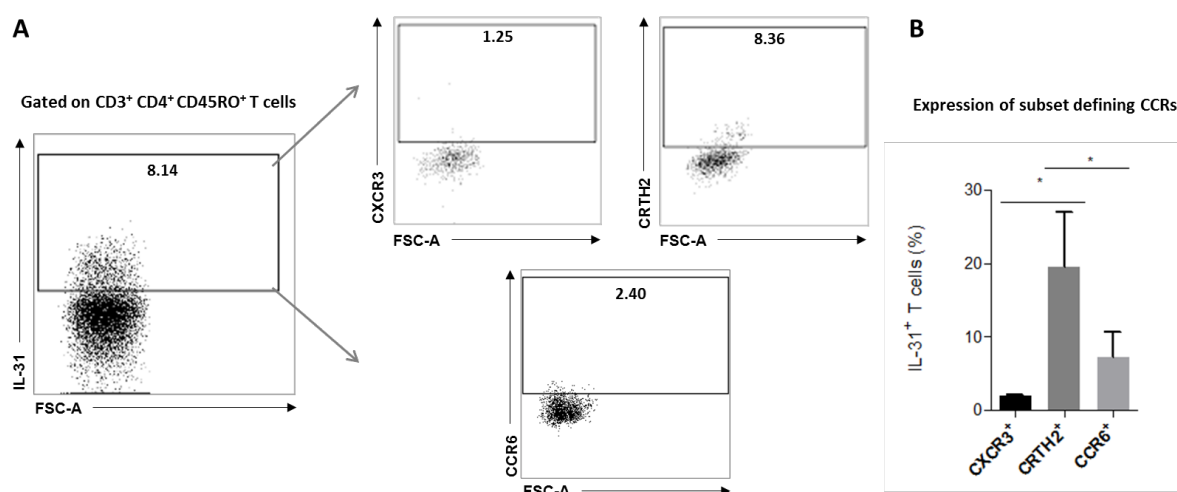 A
B
Gated on CD3⁺ CD4⁺ CD45RO⁺ T cells
8.14
IL-31
FSC-A
1.25
CXCR3
FSC-A
8.36
CRTH2
FSC-A
2.40
CCR6
FSC-A
Expression of subset defining CCRs
*
*
IL-31⁺ T cells (%)
30
20
10
0
CXCR3⁺
CRTH2⁺
CCR6⁺